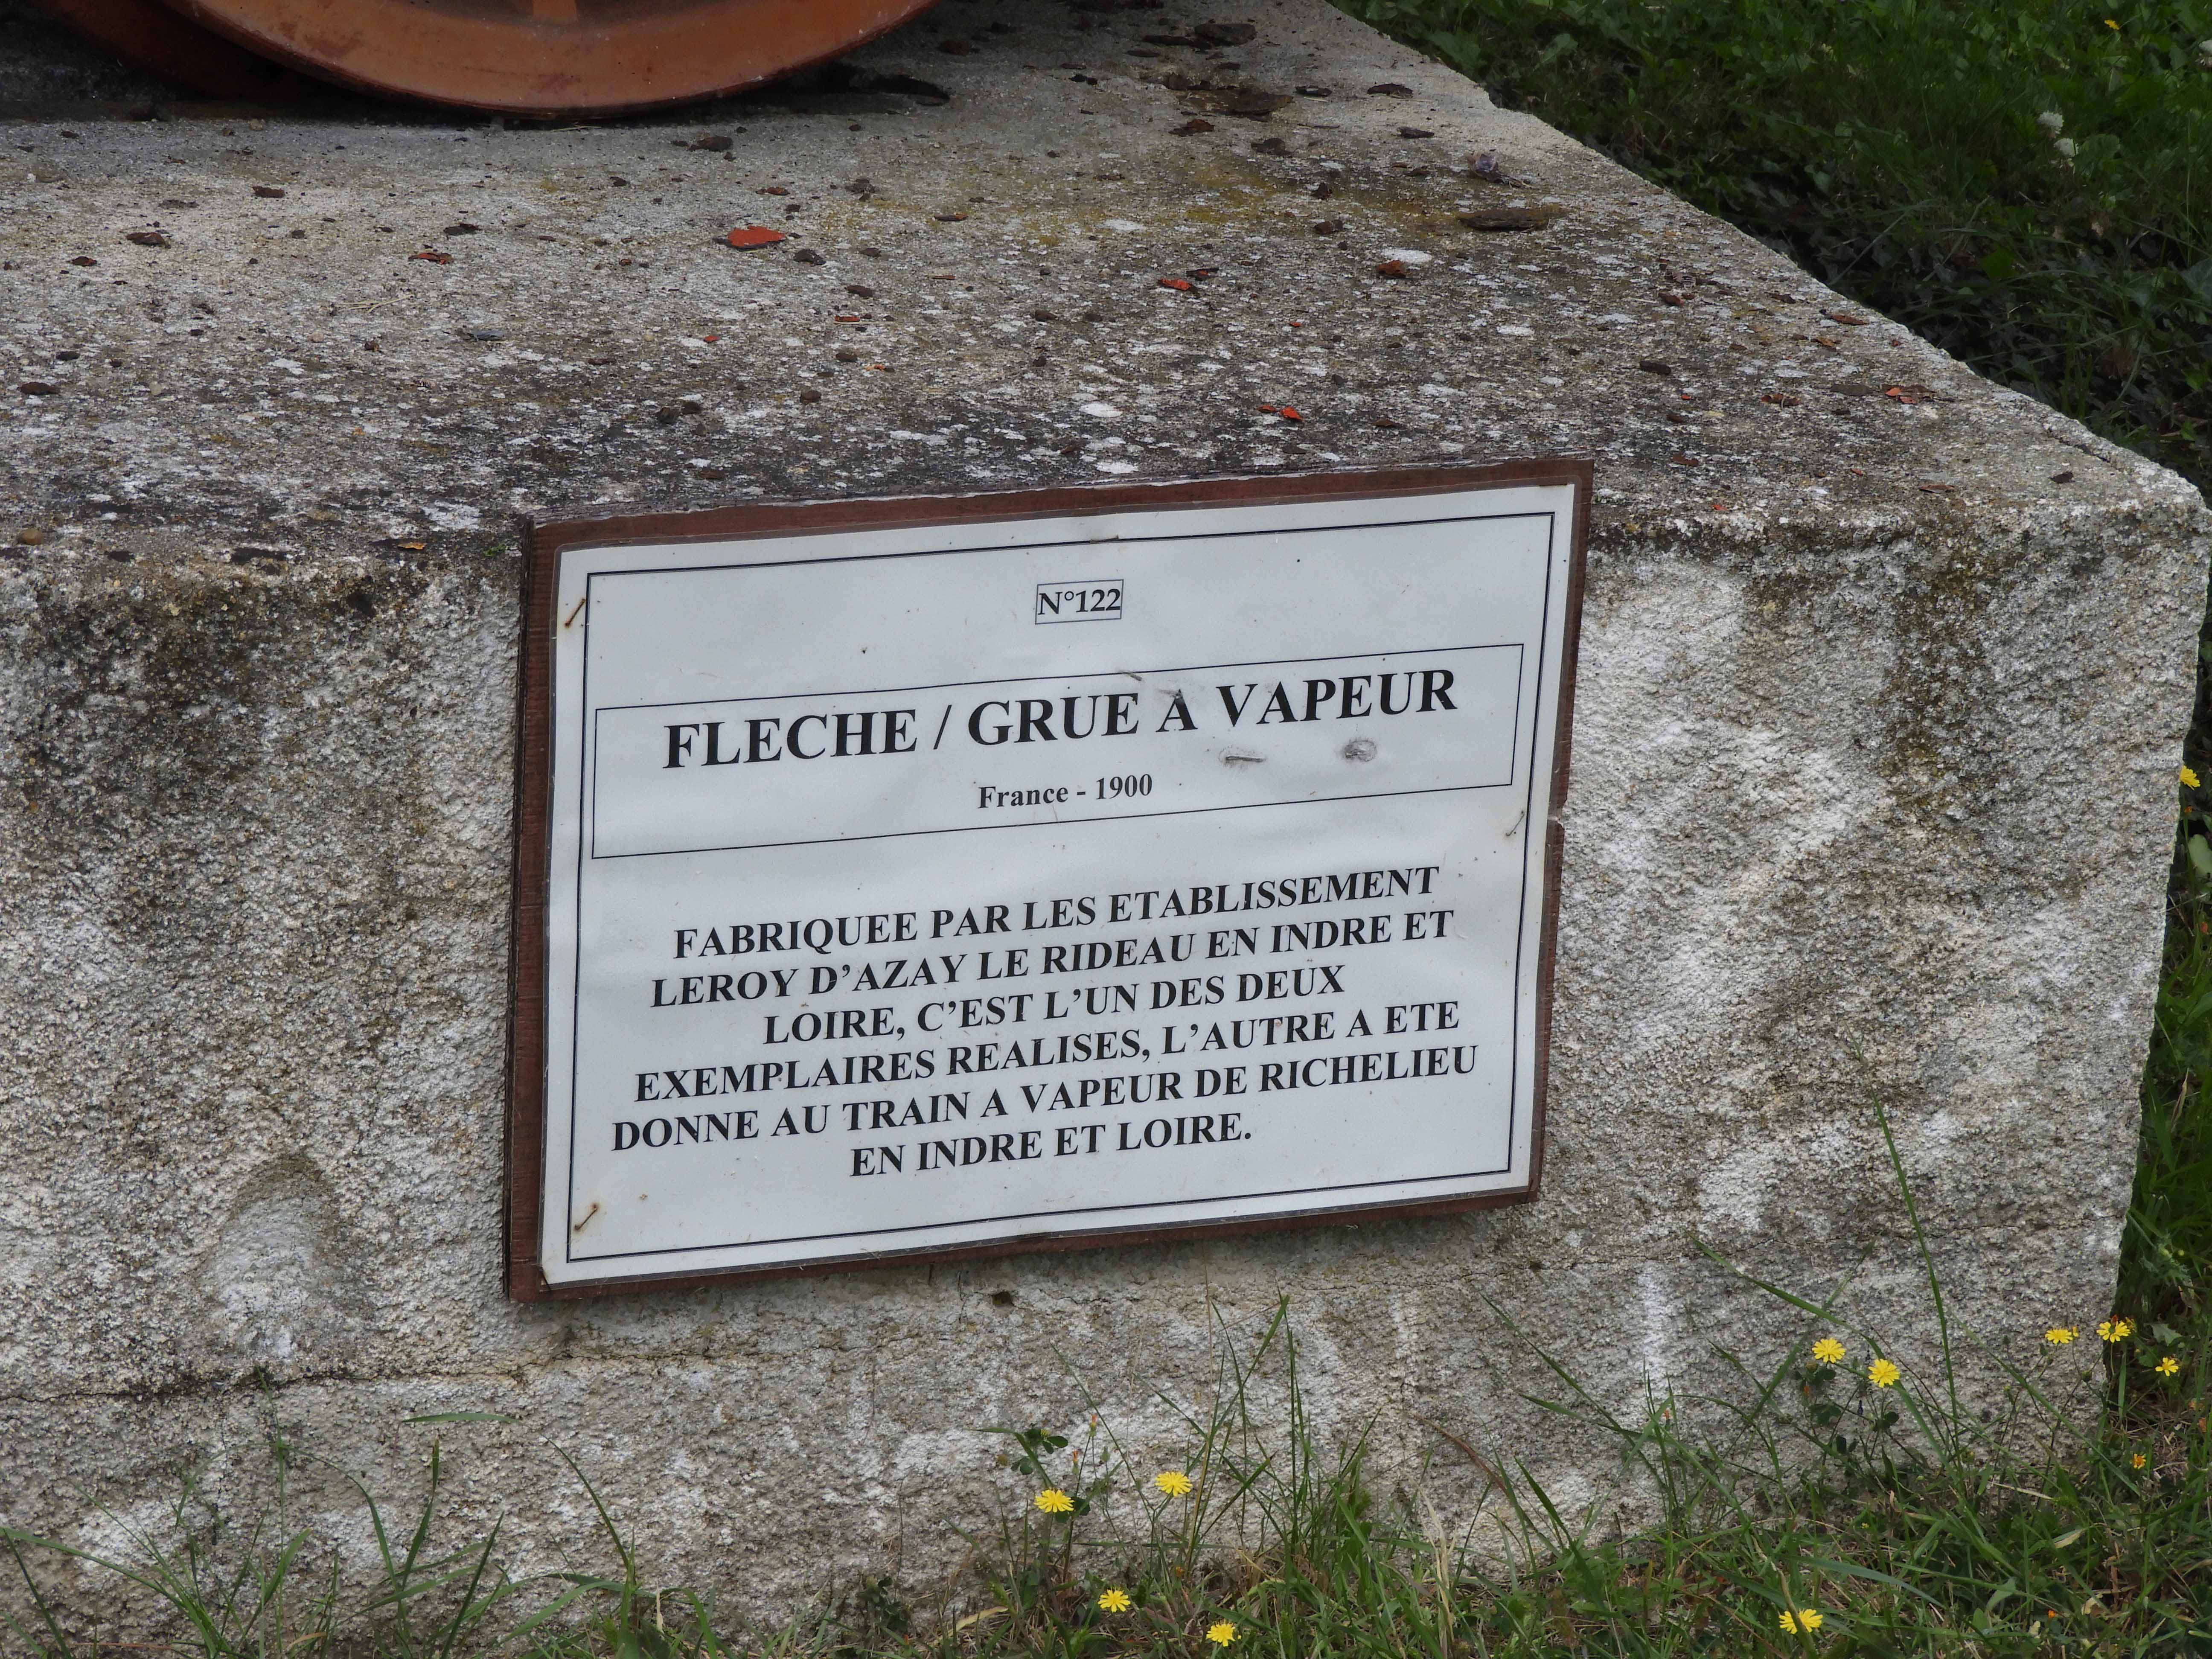 N°122
FLECHE / GRUE A VAPEUR
France - 1900
FABRIQUEE PAR LES ETABLISSEMENT
LEROY D'AZAY LE RIDEAU EN INDRE ET
LOIRE, C'EST L'UN DES DEUX
EXEMPLAIRES REALISES, L'AUTRE A ETE
DONNE AU TRAIN A VAPEUR DE RICHELIEU
EN INDRE ET LOIRE.